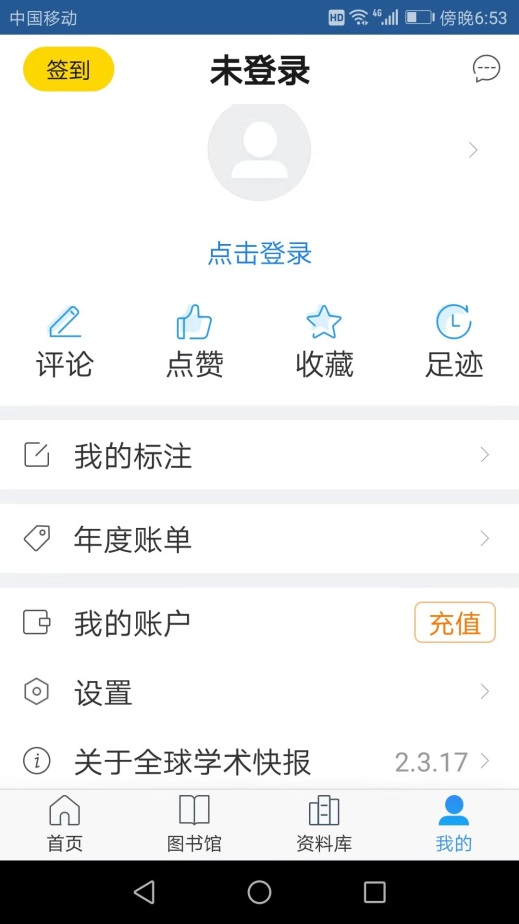 中国移动 HD 4G 傍晚6:53
签到 未登录
点击登录
评论 点赞 收藏 足迹
我的标注
年度账单
我的账户 充值
设置
关于全球学术快报 2.3.17
首页 图书馆 资料库 我的